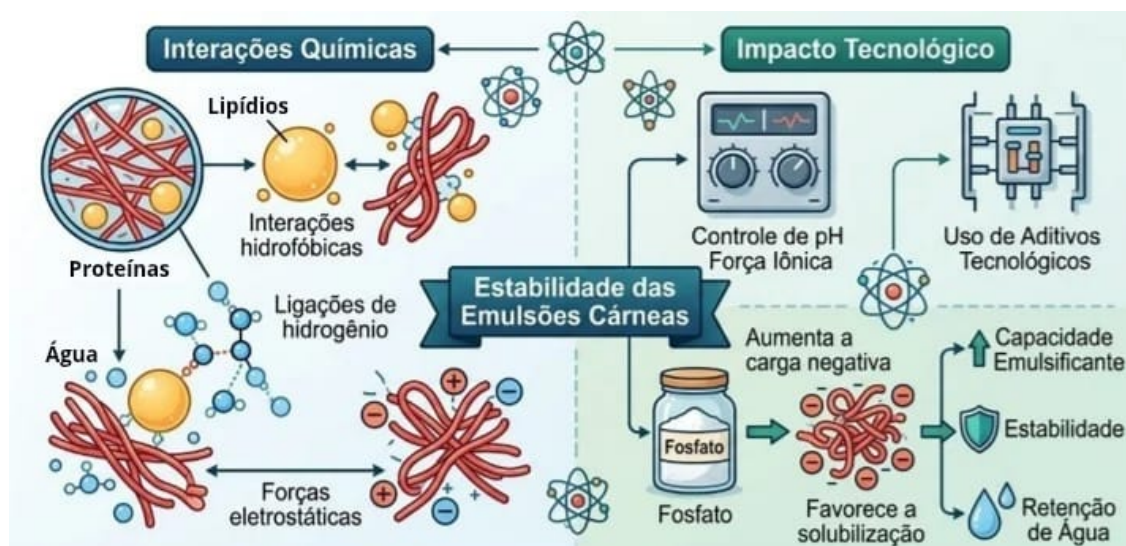 Interações Químicas
Lipídios
Interações
hidrofóbicas
Proteínas
Ligações de
hidrogênio
Água
Forças
eletrostáticas
Estabilidade das
Emulsões Cárneas
Impacto Tecnológico
Controle de pH
Força Iônica
Uso de Aditivos
Tecnológicos
Aumenta a
carga negativa
Fosfato
Fosfato
Favorece a
solubilização
Capacidade
Emulsificante
Estabilidade
Retenção
de Água